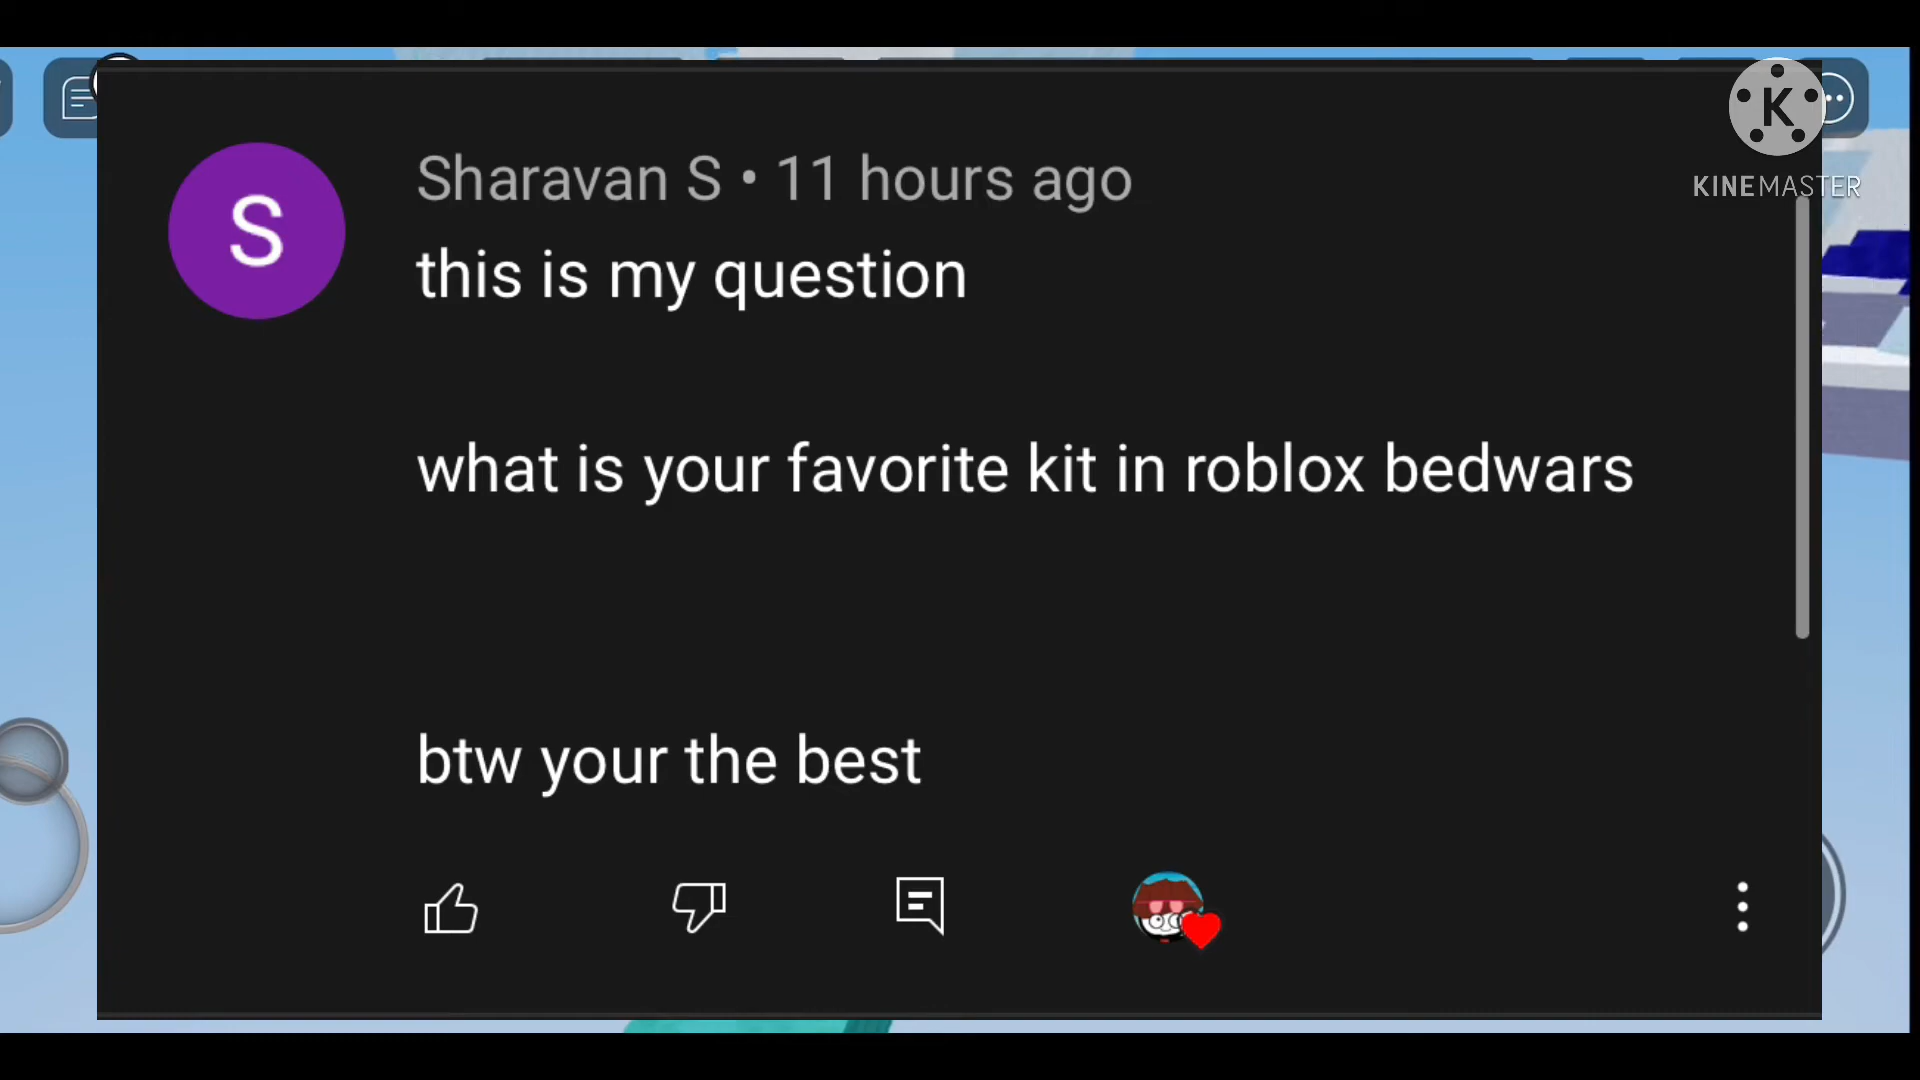 S
Sharavan S • 11 hours ago
this is my question
what is your favorite kit in roblox bedwars
btw your the best
K
KINEMASTER